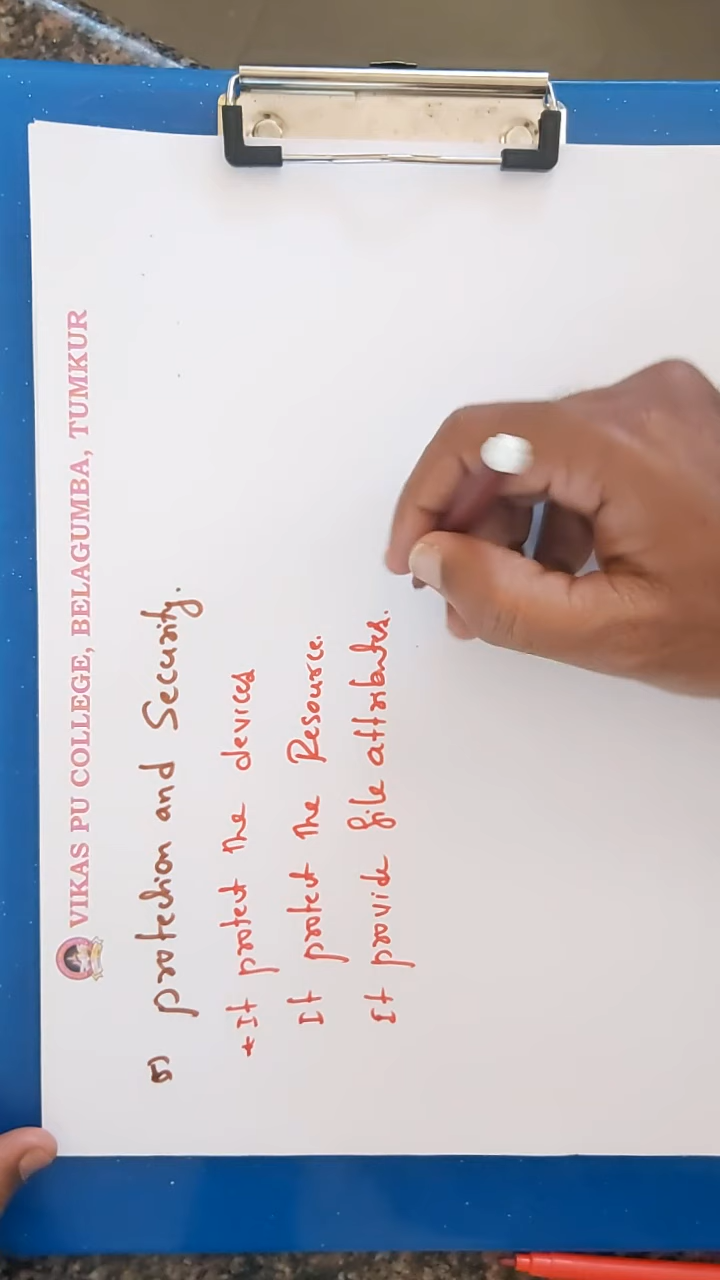 VIKAS PU COLLEGE, BELAGUMBA, TUMKUR
5) protection and Security.
* It protect the devices
It protect the Resource.
It provide file attributes.